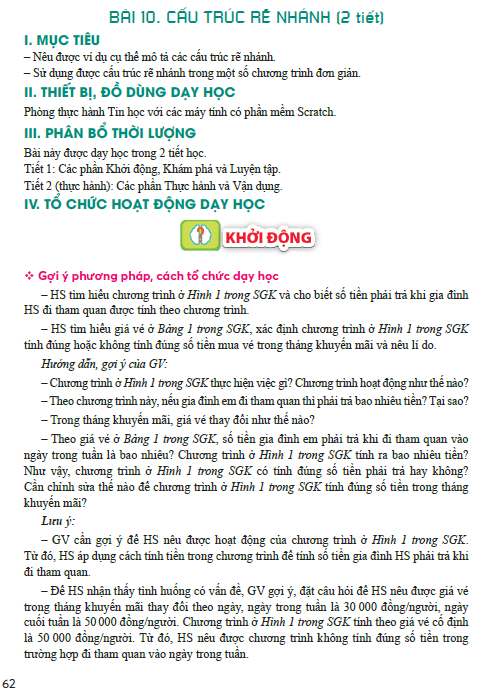 BÀI 10. CẤU TRÚC RẼ NHÁNH (2 tiết)
I. MỤC TIÊU
– Nêu được ví dụ cụ thể mô tả các cấu trúc rẽ nhánh.
– Sử dụng được cấu trúc rẽ nhánh trong một số chương trình đơn giản.
II. THIẾT BỊ, ĐỒ DÙNG DẠY HỌC
Phòng thực hành Tin học với các máy tính có phần mềm Scratch.
III. PHÂN BỔ THỜI LƯỢNG
Bài này được dạy học trong 2 tiết học.
Tiết 1: Các phần Khởi động, Khám phá và Luyện tập.
Tiết 2 (thực hành): Các phần Thực hành và Vận dụng.
IV. TỔ CHỨC HOẠT ĐỘNG DẠY HỌC
KHỞI ĐỘNG
❖ Gợi ý phương pháp, cách tổ chức dạy học
– HS tìm hiểu chương trình ở Hình 1 trong SGK và cho biết số tiền phải trả khi gia đình
HS đi tham quan được tính theo chương trình.
– HS tìm hiểu giá vé ở Bảng 1 trong SGK, xác định chương trình ở Hình 1 trong SGK
tính đúng hoặc không tính đúng số tiền mua vé trong tháng khuyến mãi và nêu lí do.
Hướng dẫn, gợi ý của GV:
– Chương trình ở Hình 1 trong SGK thực hiện việc gì? Chương trình hoạt động như thế nào?
– Theo chương trình này, nếu gia đình em đi tham quan thì phải trả bao nhiêu tiền? Tại sao?
– Trong tháng khuyến mãi, giá vé thay đổi như thế nào?
– Theo giá vé ở Bảng 1 trong SGK, số tiền gia đình em phải trả khi đi tham quan vào
ngày trong tuần là bao nhiêu? Chương trình ở Hình 1 trong SGK tính ra bao nhiêu tiền?
Như vậy, chương trình ở Hình 1 trong SGK có tính đúng số tiền phải trả hay không?
Cần chỉnh sửa thế nào để chương trình ở Hình 1 trong SGK tính đúng số tiền trong tháng
khuyến mãi?
Lưu ý:
– GV cần gợi ý để HS nêu được hoạt động của chương trình ở Hình 1 trong SGK.
Từ đó, HS áp dụng cách tính tiền trong chương trình để tính số tiền gia đình HS phải trả khi
đi tham quan.
– Để HS nhận thấy tình huống có vấn đề, GV gợi ý, đặt câu hỏi để HS nêu được giá vé
trong tháng khuyến mãi thay đổi theo ngày, ngày trong tuần là 30 000 đồng/người, ngày
cuối tuần là 50 000 đồng/người. Chương trình ở Hình 1 trong SGK tính theo giá vé cố định
là 50 000 đồng/người. Từ đó, HS nêu được chương trình không tính đúng số tiền trong
trường hợp đi tham quan vào ngày trong tuần.
62